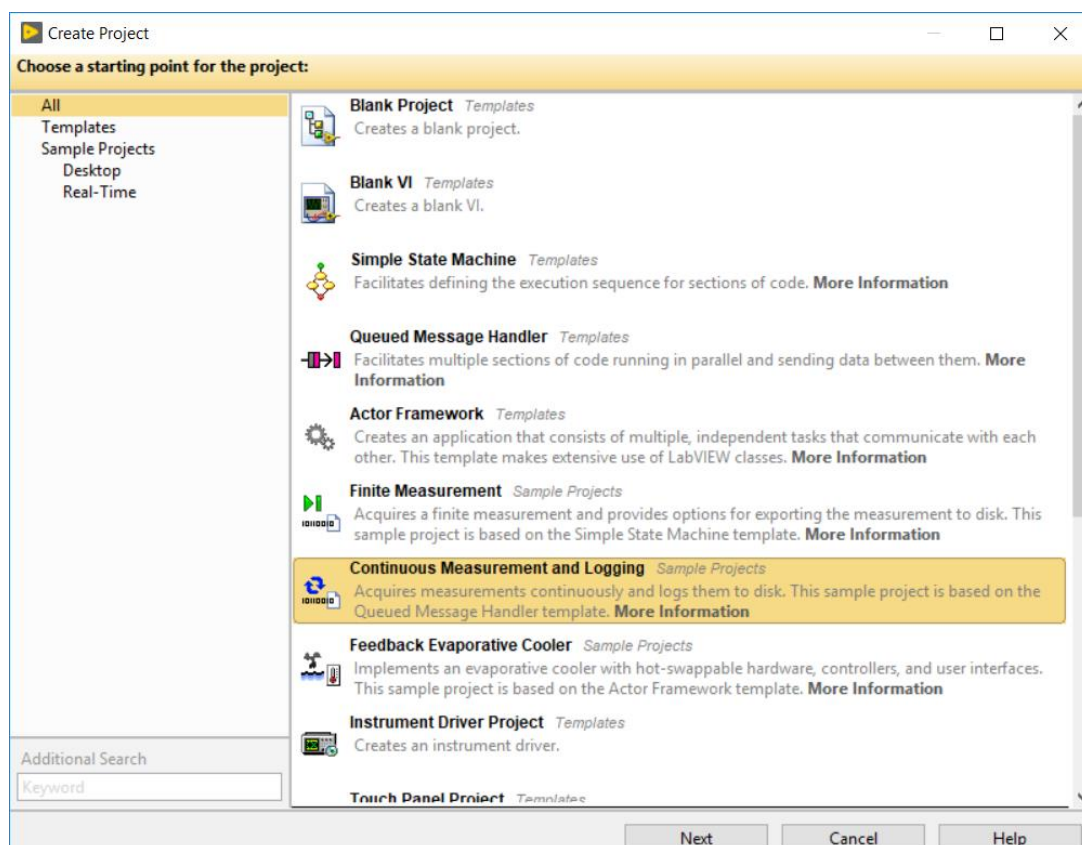 Create Project
Choose a starting point for the project:
All
Templates
Sample Projects
Desktop
Real-Time
Additional Search
Keyword
Blank Project Templates
Creates a blank project.
Blank VI Templates
Creates a blank VI.
Simple State Machine Templates
Facilitates defining the execution sequence for sections of code. More Information
Queued Message Handler Templates
Facilitates multiple sections of code running in parallel and sending data between them. More
Information
Actor Framework Templates
Creates an application that consists of multiple, independent tasks that communicate with each
other. This template makes extensive use of LabVIEW classes. More Information
Finite Measurement Sample Projects
Acquires a finite measurement and provides options for exporting the measurement to disk. This
sample project is based on the Simple State Machine template. More Information
Continuous Measurement and Logging Sample Projects
Acquires measurements continuously and logs them to disk. This sample project is based on the
Queued Message Handler template. More Information
Feedback Evaporative Cooler Sample Projects
Implements an evaporative cooler with hot-swappable hardware, controllers, and user interfaces.
This sample project is based on the Actor Framework template. More Information
Instrument Driver Project Templates
Creates an instrument driver.
Touch Panel Project Templates
Next Cancel Help